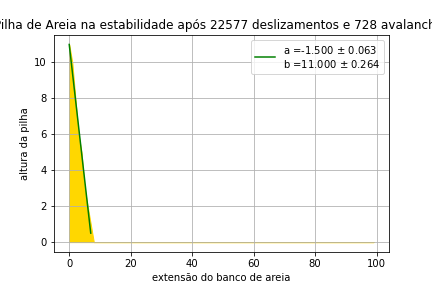 ilha de Areia na estabilidade após 22577 deslizamentos e 728 avalanch
a =-1.500 ± 0.063
b =11.000 ± 0.264
10
8
6
4
2
0
altura da pilha
0 20 40 60 80 100
extensão do banco de areia